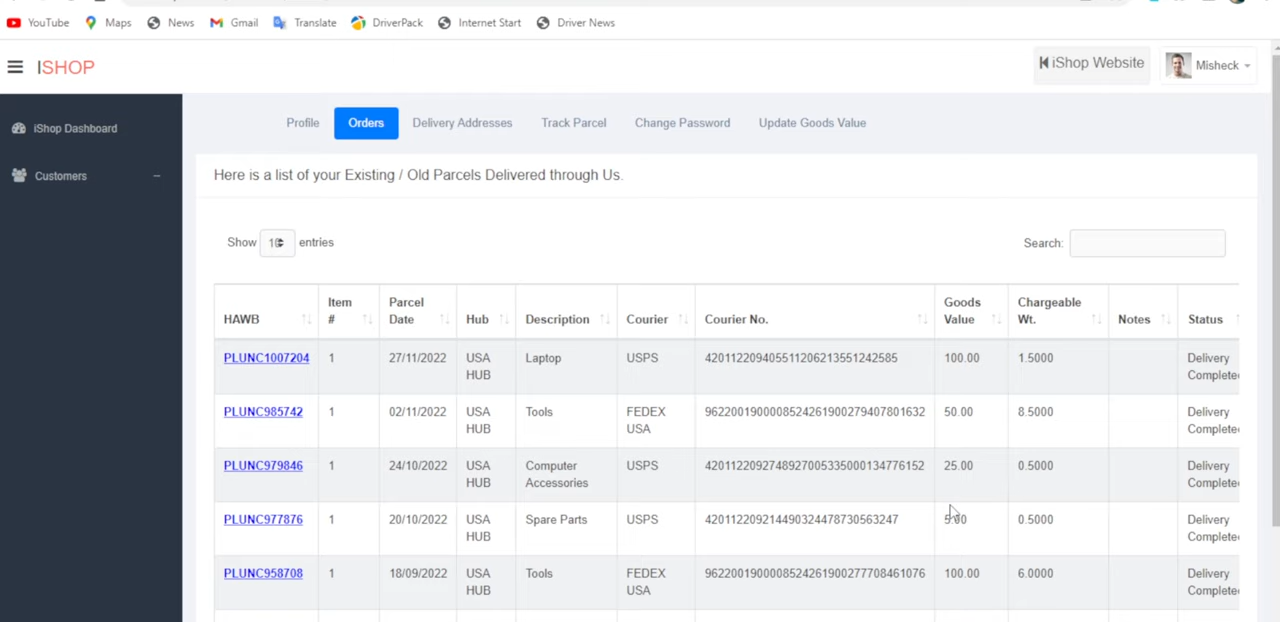 YouTube Maps News Gmail Translate DriverPack Internet Start Driver News
ISHOP iShop Website Misheck
iShop Dashboard
Customers
Profile Orders Delivery Addresses Track Parcel Change Password Update Goods Value
Here is a list of your Existing / Old Parcels Delivered through Us.
Show 10 entries Search:
HAWB Item # Parcel Date Hub Description Courier Courier No. Goods Value Chargeable Wt. Notes Status
PLUNC1007204 1 27/11/2022 USA HUB Laptop USPS 420112209405511206213551242585 100.00 1.5000 Delivery Complete
PLUNC985742 1 02/11/2022 USA HUB Tools FEDEX USA 9622001900008524261900279407801632 50.00 8.5000 Delivery Complete
PLUNC979846 1 24/10/2022 USA HUB Computer Accessories USPS 4201122092748927005335000134776152 25.00 0.5000 Delivery Complete
PLUNC977876 1 20/10/2022 USA HUB Spare Parts USPS 420112209214490324478730563247 5.00 0.5000 Delivery Complete
PLUNC958708 1 18/09/2022 USA HUB Tools FEDEX USA 9622001900008524261900277708461076 100.00 6.0000 Delivery Complete